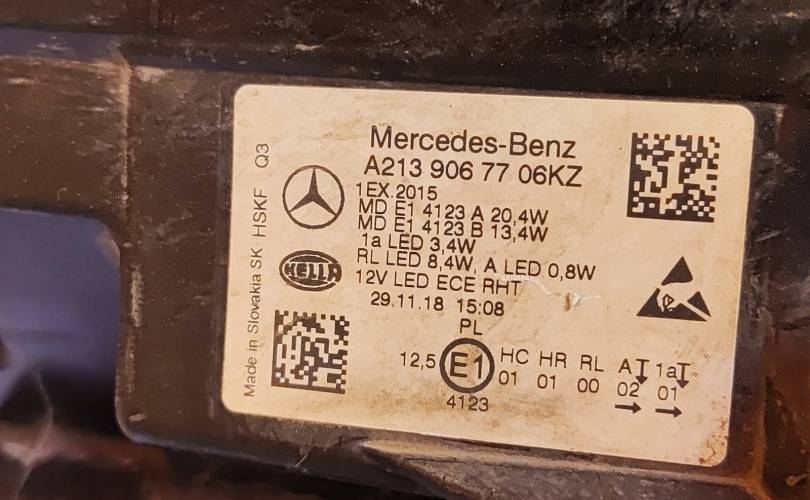 Mercedes-Benz
A213 906 77 06KZ
1EX.2015
MD E1 4123 A 20,4W
MD E1 4123 B 13,4W
1a LED 3,4W
RL LED 8,4W, A LED 0,8W
12V LED ECE RHT
29.11.18 15:08
PL
HELLA
Made in Slovakia SK HSKF Q3
12,5 E1 HC HR RL A 1a
01 01 00 02 01
4123